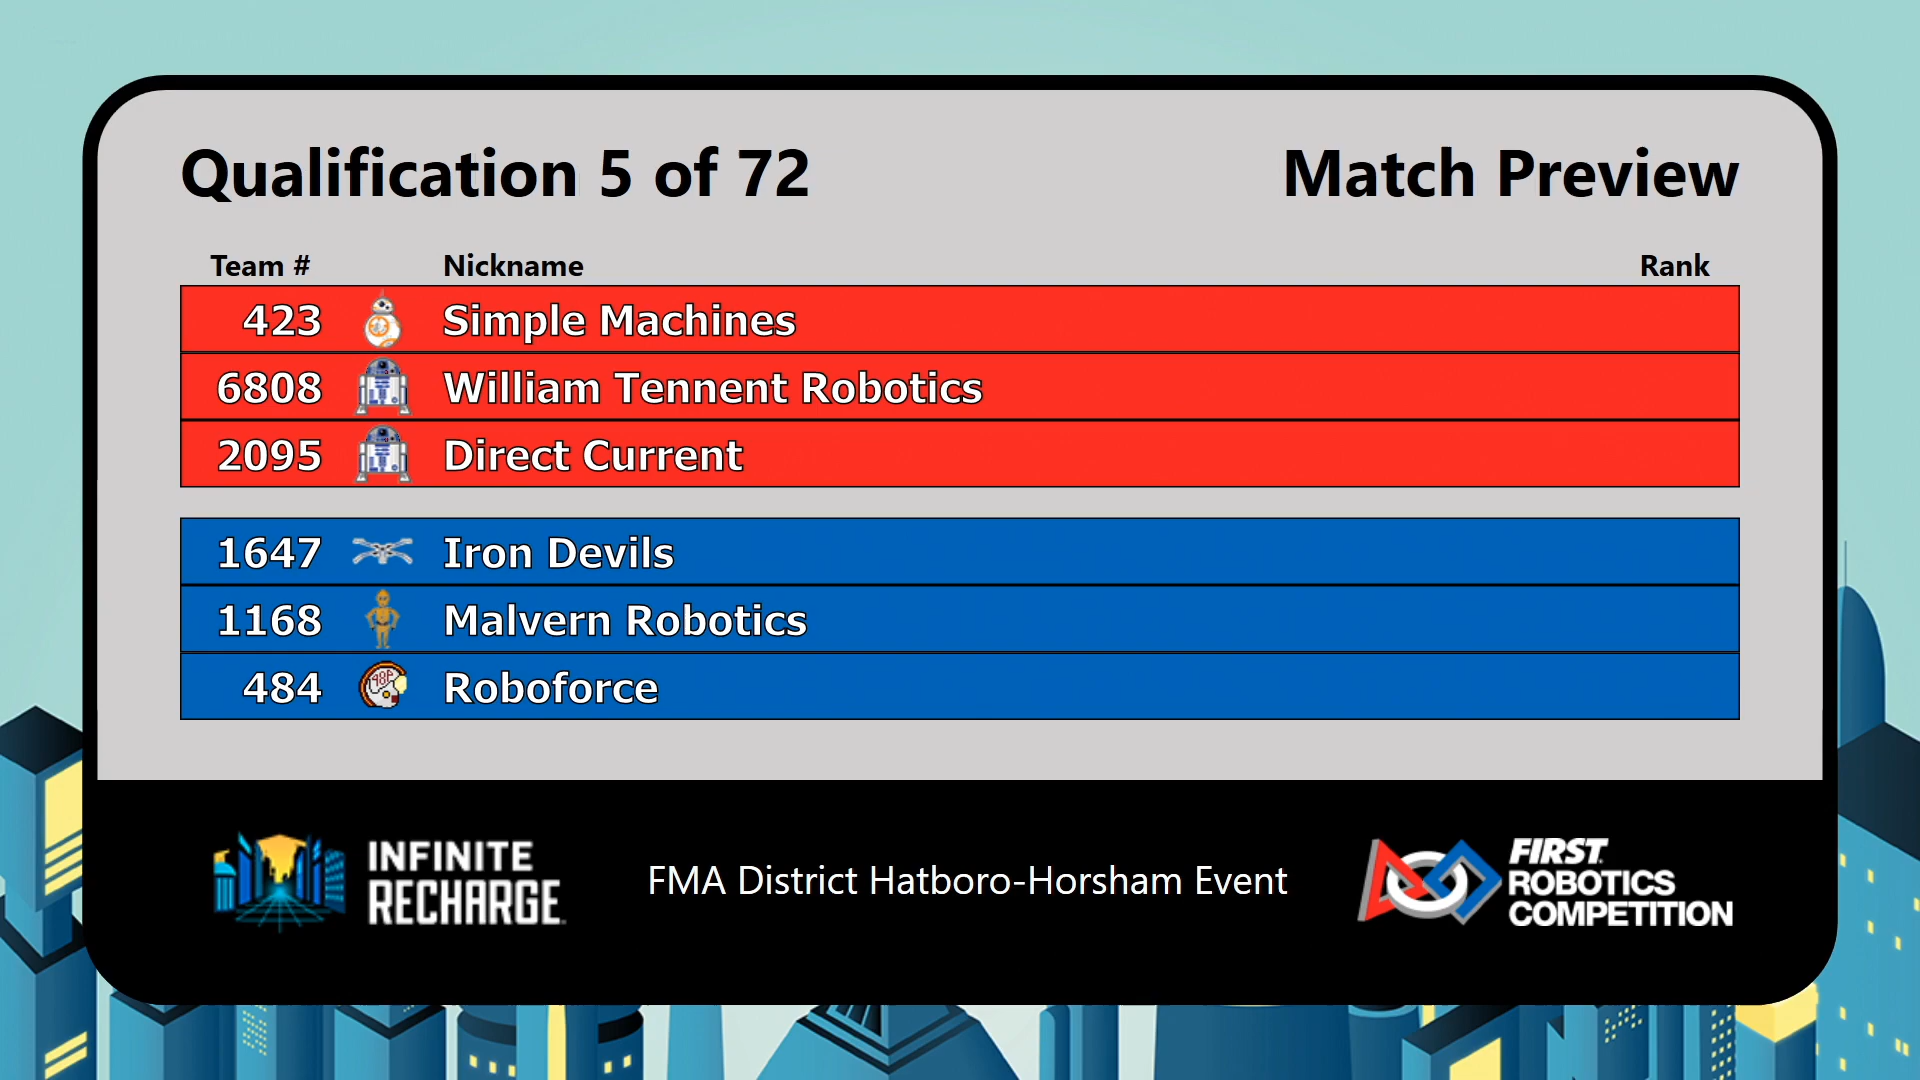 Qualification 5 of 72
Match Preview
Team # Nickname Rank
423 Simple Machines
6808 William Tennent Robotics
2095 Direct Current
1647 Iron Devils
1168 Malvern Robotics
484 Roboforce
INFINITE
RECHARGE
FMA District Hatboro-Horsham Event
FIRST
ROBOTICS
COMPETITION